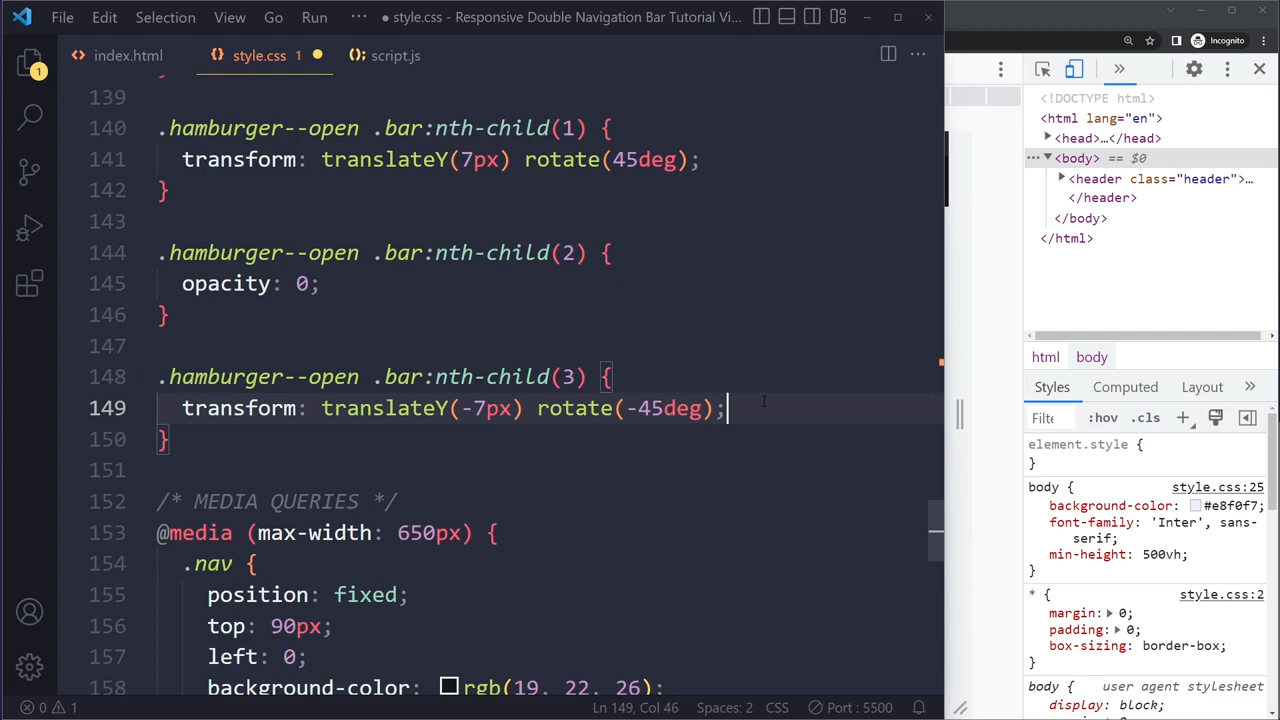 File Edit Selection View Go Run ··· ● style.css - Responsive Double Navigation Bar Tutorial Vi...
index.html style.css 1 ● script.js
1
139
140 .hamburger--open .bar:nth-child(1) {
141 transform: translateY(7px) rotate(45deg);
142 }
143
144 .hamburger--open .bar:nth-child(2) {
145 opacity: 0;
146 }
147
148 .hamburger--open .bar:nth-child(3) {
149 transform: translateY(-7px) rotate(-45deg);
150 }
151
152 /* MEDIA QUERIES */
153 @media (max-width: 650px) {
154 .nav {
155 position: fixed;
156 top: 90px;
157 left: 0;
158 background-color: rgb(19, 22, 26);
0 1 Ln 149, Col 46 Spaces: 2 CSS Port : 5500
Incognito
<!DOCTYPE html>
<html lang="en">
<head>…</head>
<body> == $0
<header class="header">…
</header>
</body>
</html>
html body
Styles Computed Layout
Filte :hov .cls
element.style {
}
body { style.css:25
background-color: #e8f0f7;
font-family: 'Inter', sans-
serif;
min-height: 500vh;
}
* { style.css:2
margin: 0;
padding: 0;
box-sizing: border-box;
}
body { user agent stylesheet
display: block;